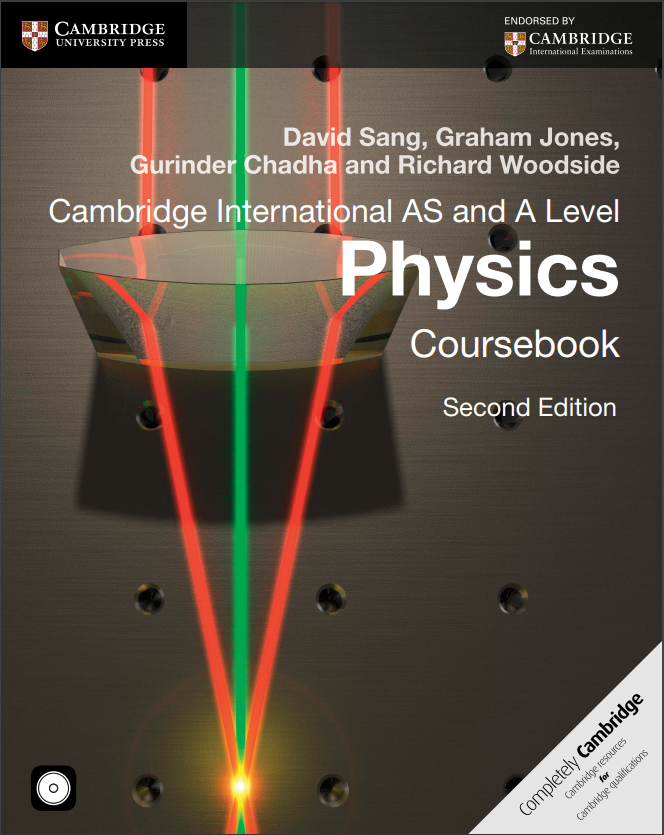 CAMBRIDGE
UNIVERSITY PRESS
ENDORSED BY
CAMBRIDGE
International Examinations
David Sang, Graham Jones,
Gurinder Chadha and Richard Woodside
Cambridge International AS and A Level
Physics
Coursebook
Second Edition
Completely Cambridge
Cambridge resources
for
Cambridge qualifications